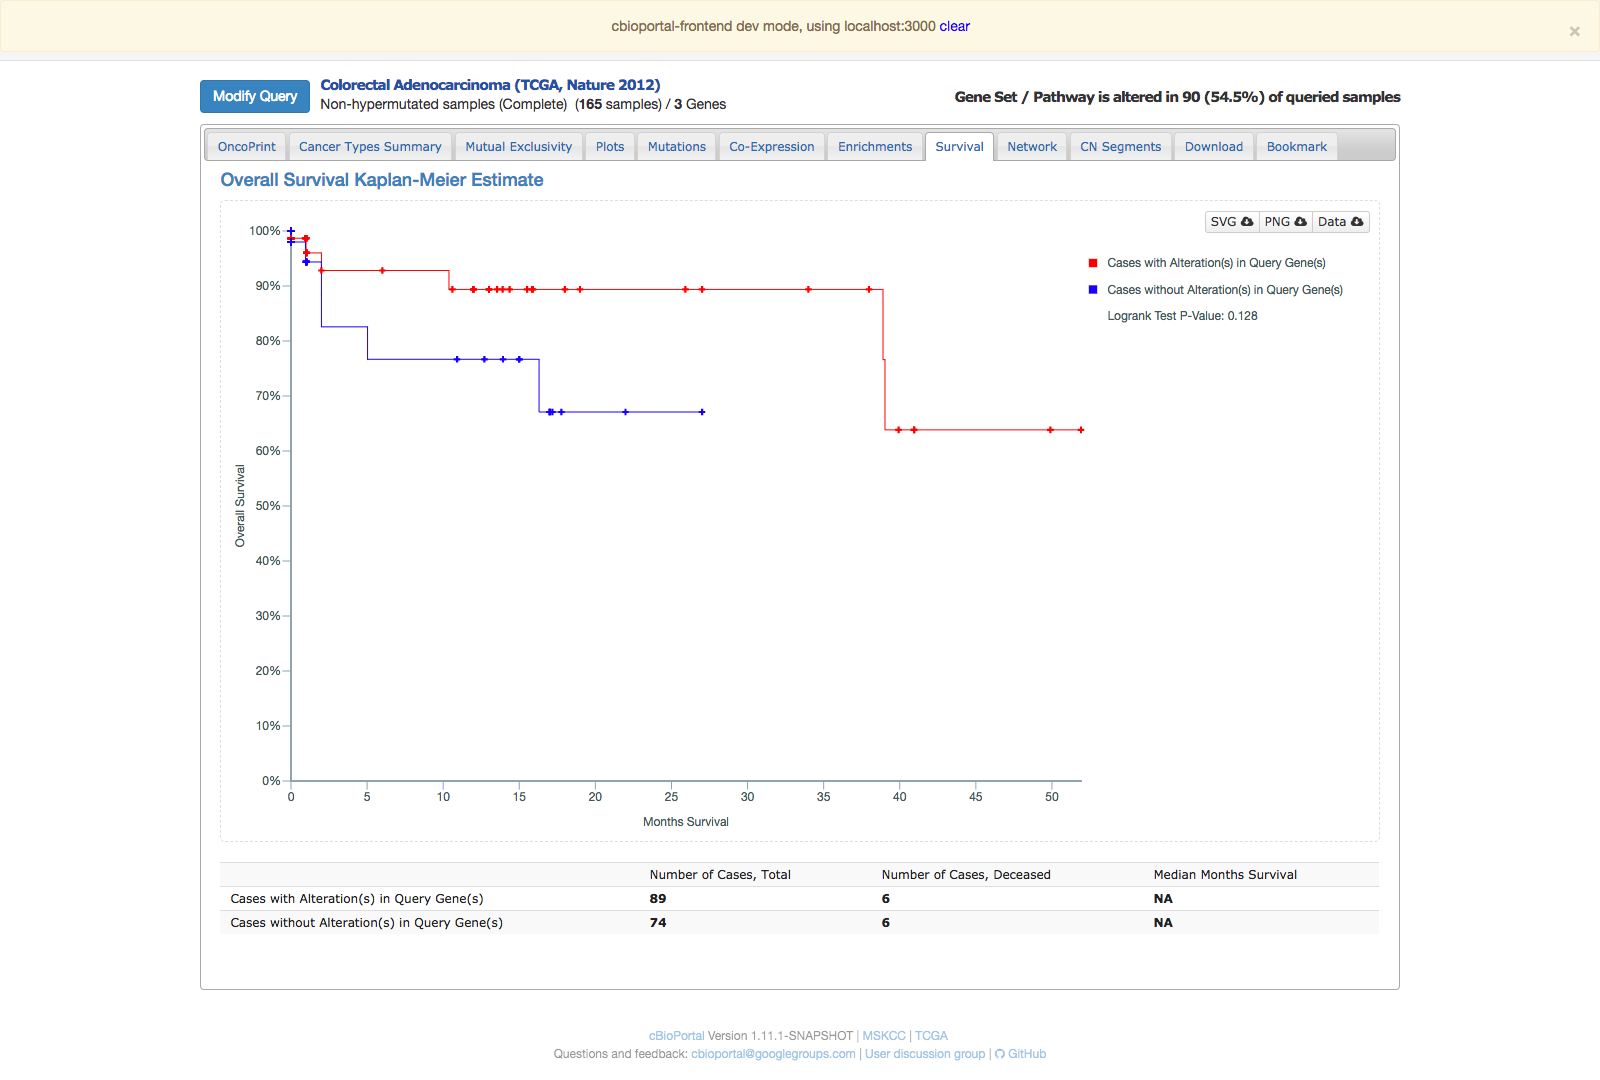 cbioportal-frontend dev mode, using localhost:3000 clear
×
Modify Query
Colorectal Adenocarcinoma (TCGA, Nature 2012)
Non-hypermutated samples (Complete) (165 samples) / 3 Genes
Gene Set / Pathway is altered in 90 (54.5%) of queried samples
OncoPrint Cancer Types Summary Mutual Exclusivity Plots Mutations Co-Expression Enrichments Survival Network CN Segments Download Bookmark
Overall Survival Kaplan-Meier Estimate
SVG PNG Data
Cases with Alteration(s) in Query Gene(s)
Cases without Alteration(s) in Query Gene(s)
Logrank Test P-Value: 0.128
100%
90%
80%
70%
60%
50%
40%
30%
20%
10%
0%
Overall Survival
0 5 10 15 20 25 30 35 40 45 50
Months Survival
Number of Cases, Total Number of Cases, Deceased Median Months Survival
Cases with Alteration(s) in Query Gene(s) 89 6 NA
Cases without Alteration(s) in Query Gene(s) 74 6 NA
cBioPortal Version 1.11.1-SNAPSHOT | MSKCC | TCGA
Questions and feedback: cbioportal@googlegroups.com | User discussion group | GitHub